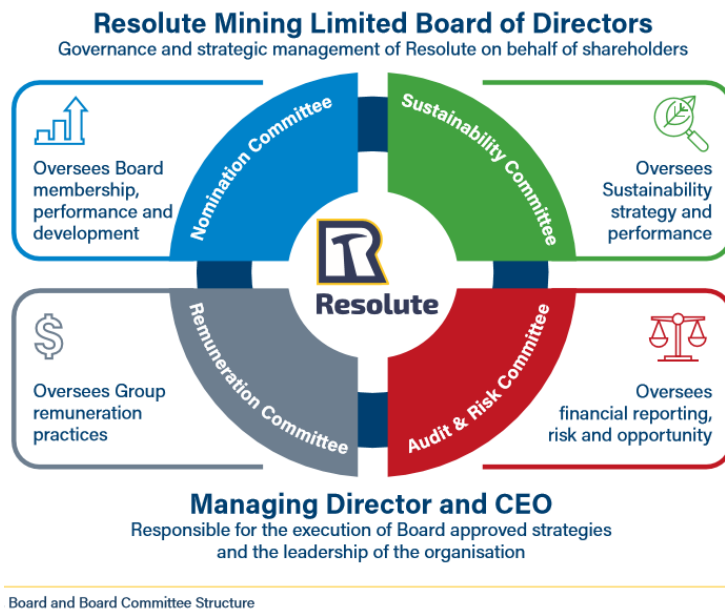 Resolute Mining Limited Board of Directors
Governance and strategic management of Resolute on behalf of shareholders
Nomination Committee
Oversees Board
membership,
performance and
development
Sustainability Committee
Oversees
Sustainability
strategy and
performance
R
Resolute
$
Remuneration Committee
Oversees Group
remuneration
practices
Audit & Risk Committee
Oversees
financial reporting,
risk and opportunity
Managing Director and CEO
Responsible for the execution of Board approved strategies
and the leadership of the organisation
Board and Board Committee Structure